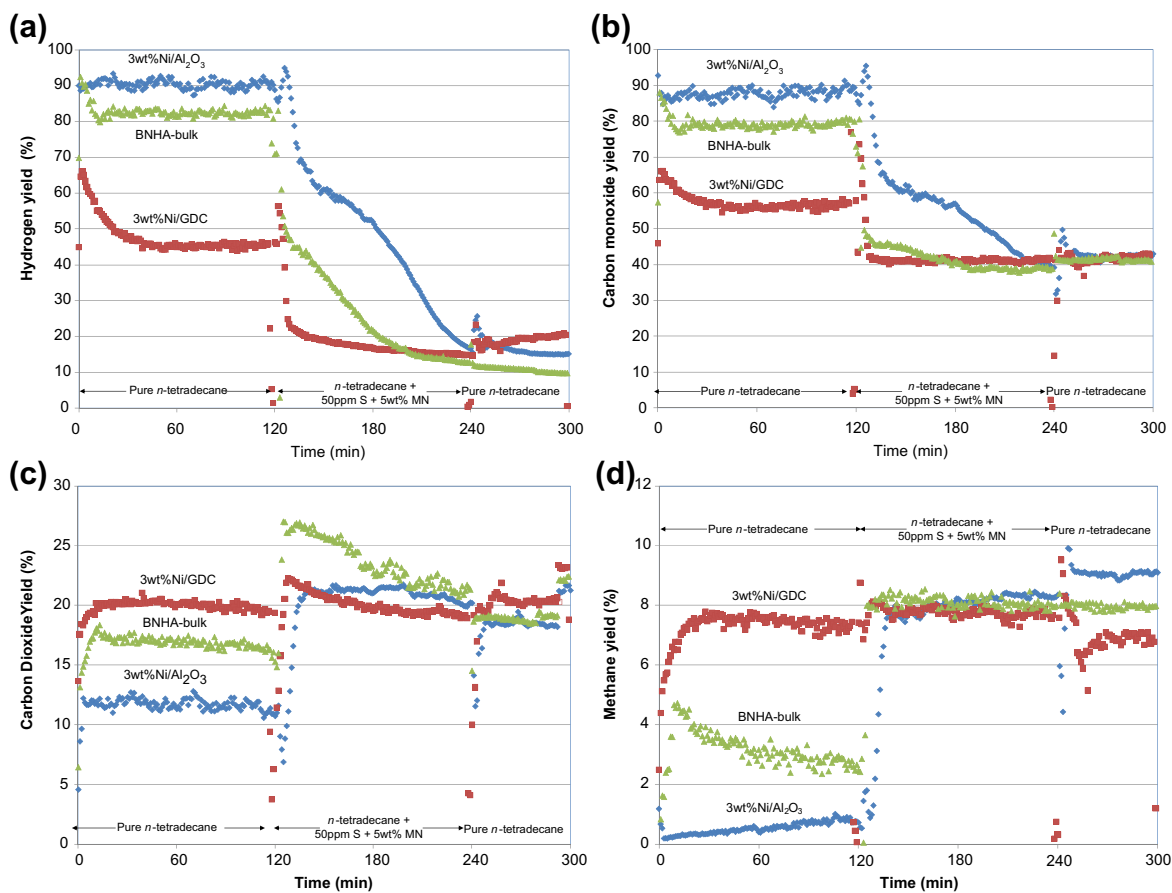 (a)
100
90
80
70
60
50
40
30
20
10
0
Hydrogen yield (%)
3wt%Ni/Al₂O₃
BNHA-bulk
3wt%Ni/GDC
Pure n-tetradecane
n-tetradecane +
50ppm S + 5wt% MN
Pure n-tetradecane
0 60 120 180 240 300
Time (min)
(b)
100
90
80
70
60
50
40
30
20
10
0
Carbon monoxide yield (%)
3wt%Ni/Al₂O₃
BNHA-bulk
3wt%Ni/GDC
Pure n-tetradecane
n-tetradecane +
50ppm S + 5wt% MN
Pure n-tetradecane
0 60 120 180 240 300
Time (min)
(c)
30
25
20
15
10
5
0
Carbon DioxideYield (%)
3wt%Ni/GDC
BNHA-bulk
3wt%Ni/Al₂O₃
Pure n-tetradecane
n-tetradecane +
50ppm S + 5wt% MN
Pure n-tetradecane
0 60 120 180 240 300
Time (min)
(d)
12
10
8
6
4
2
0
Methane yield (%)
Pure n-tetradecane
n-tetradecane +
50ppm S + 5wt% MN
Pure n-tetradecane
3wt%Ni/GDC
BNHA-bulk
3wt%Ni/Al₂O₃
0 60 120 180 240 300
Time (min)